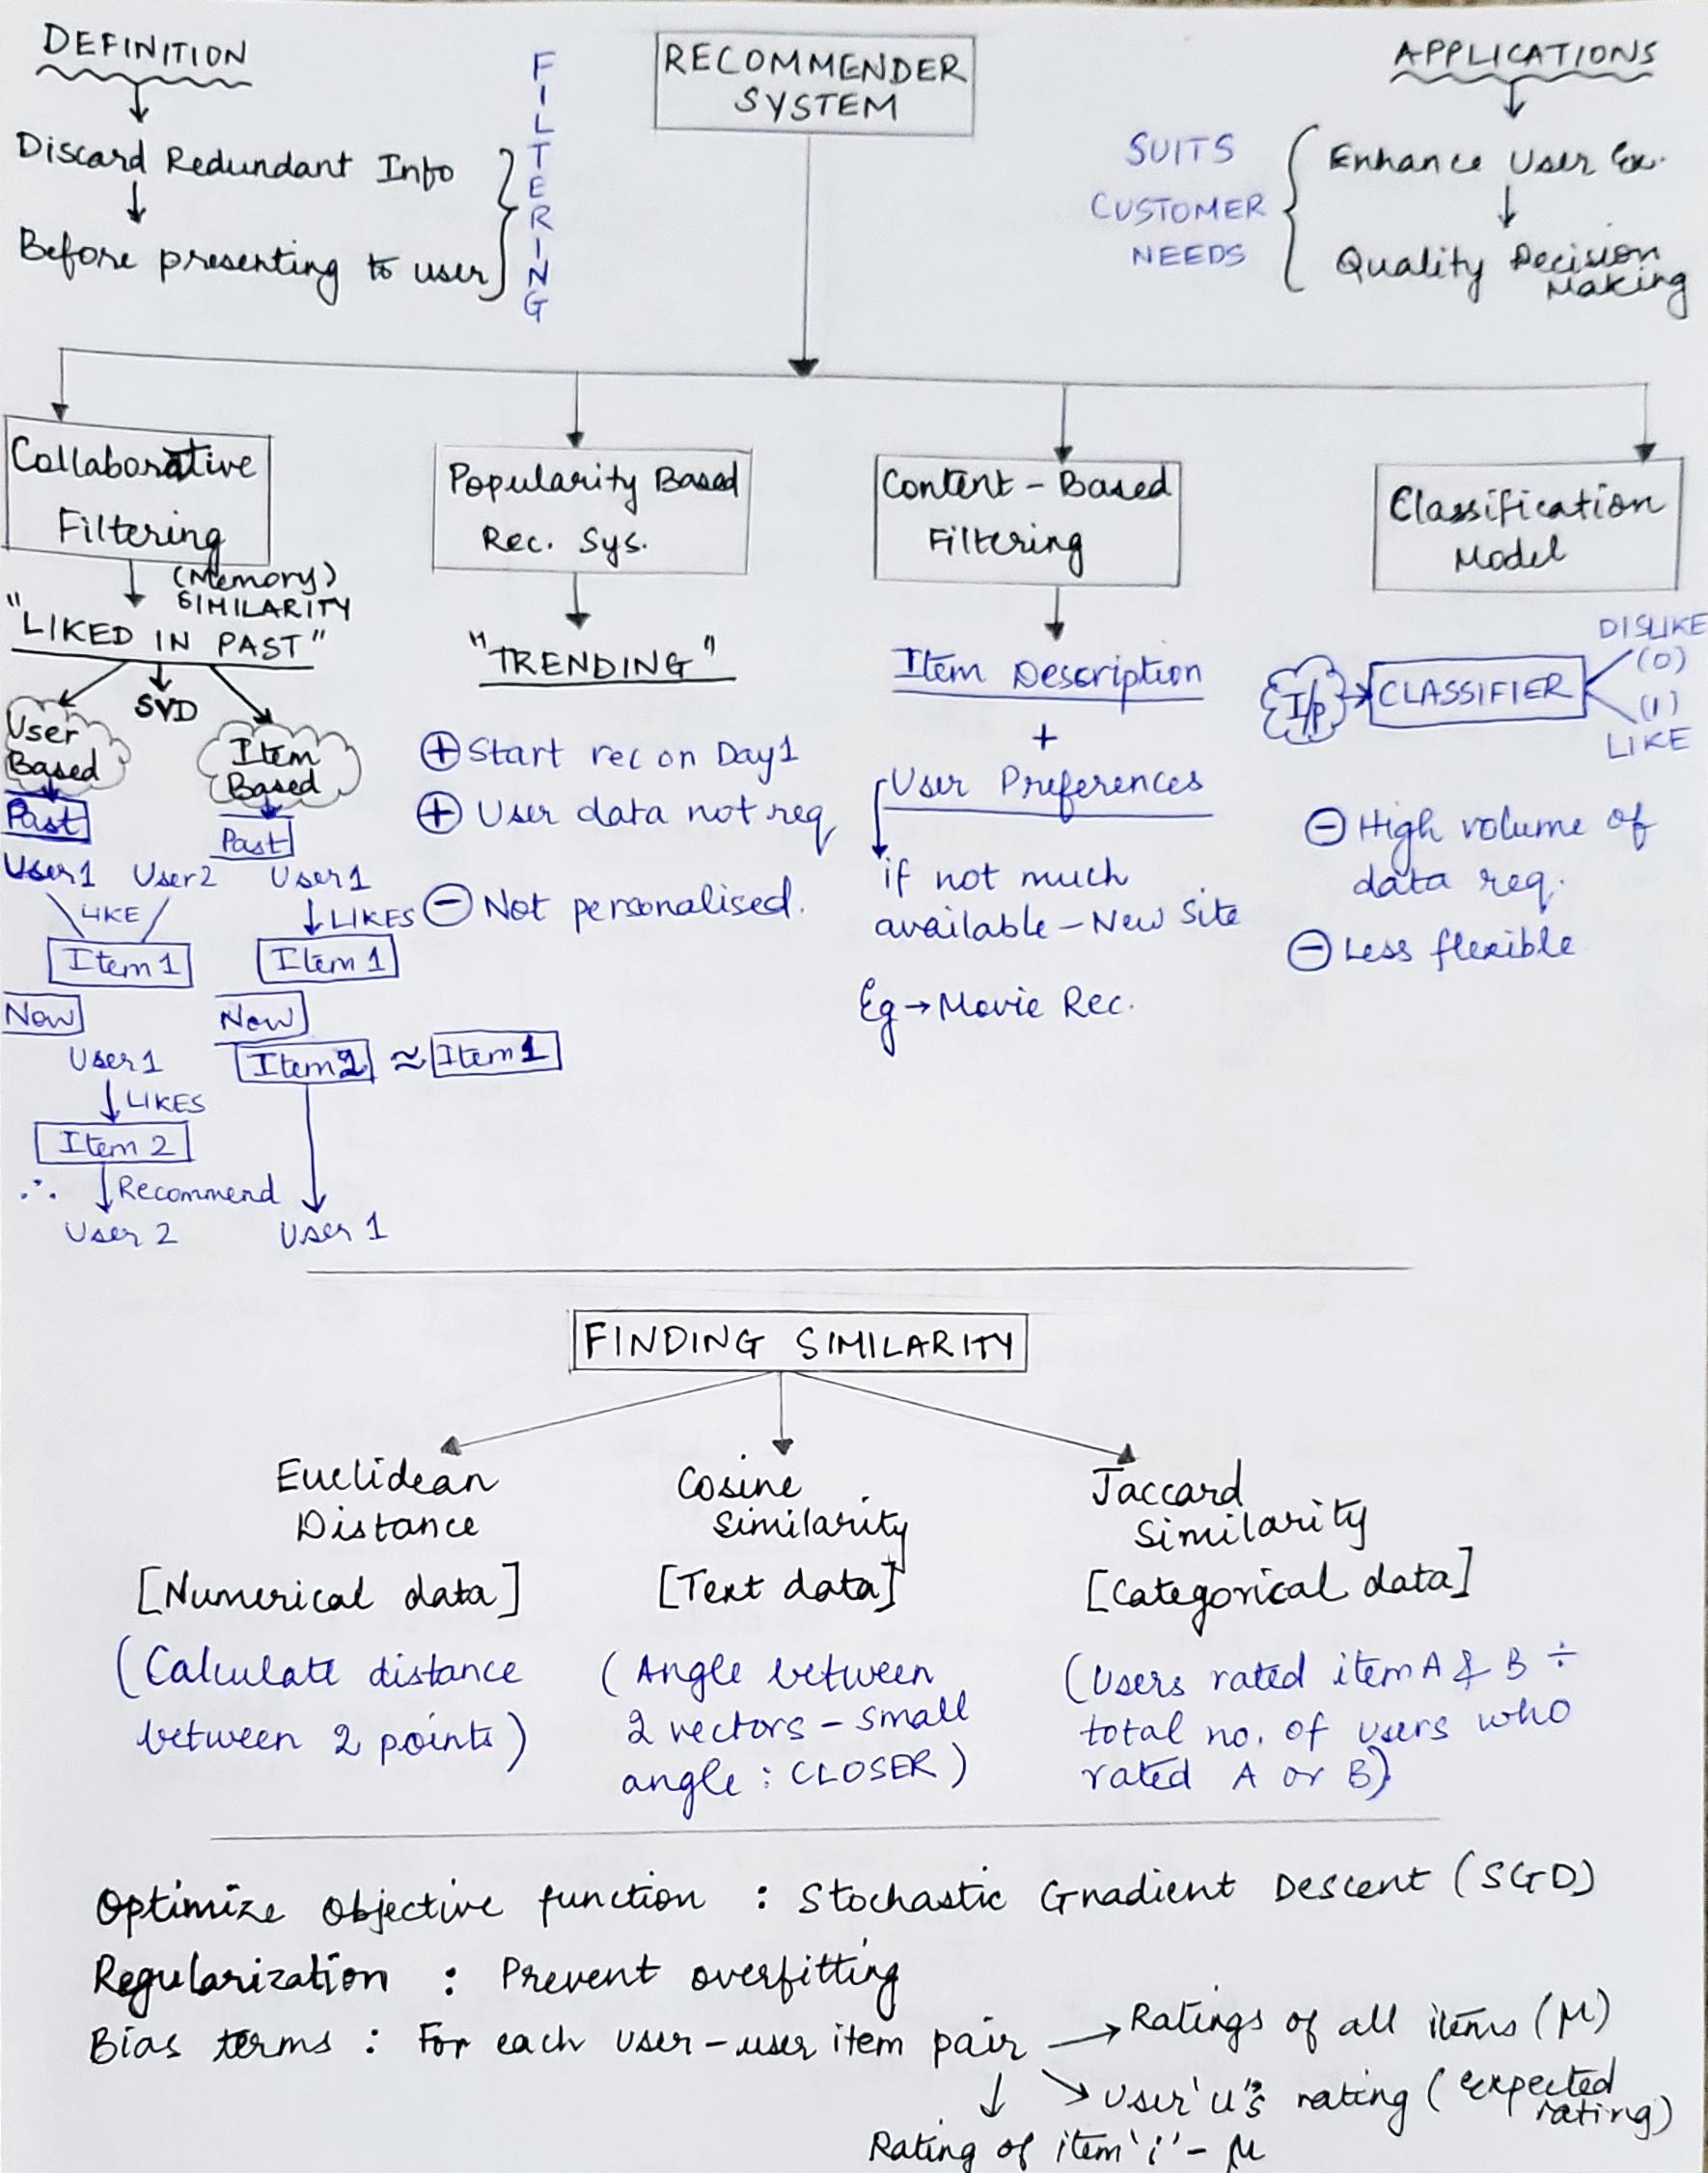 DEFINITION
Discard Redundant Info
Before presenting to user
FILTERING
RECOMMENDER
SYSTEM
APPLICATIONS
SUITS
CUSTOMER
NEEDS
Enhance User Ex.
Quality Decision
Making
Collaborative
Filtering
(Memory)
SIMILARITY
"LIKED IN PAST"
SVD
User
Based
Item
Based
Past
User1 User2
LIKE
Item 1
Now
User 1
LIKES
Item 2
∴ Recommend
User 2
Past
User 1
LIKES
Item 1
Now
Item 2 ≈ Item 1
User 1
Popularity Based
Rec. Sys.
"TRENDING"
+ Start rec on Day1
+ User data not req
- Not personalised.
Content-Based
Filtering
Item Description
+
User Preferences
if not much
available - New Site
Eg → Movie Rec.
Classification
Model
I/p → CLASSIFIER
DISLIKE
(0)
(1)
LIKE
- High volume of
data req.
- Less flexible
FINDING SIMILARITY
Euclidean
Distance
[Numerical data]
(Calculate distance
between 2 points)
Cosine
Similarity
[Text data]
(Angle between
2 vectors - small
angle : CLOSER)
Jaccard
Similarity
[Categorical data]
(Users rated item A & B ÷
total no. of users who
rated A or B)
Optimize objective function : Stochastic Gradient Descent (SGD)
Regularization : Prevent overfitting
Bias terms : For each user-user item pair → Ratings of all items (μ)
User 'u's rating (expected
rating)
Rating of item 'i' - μ